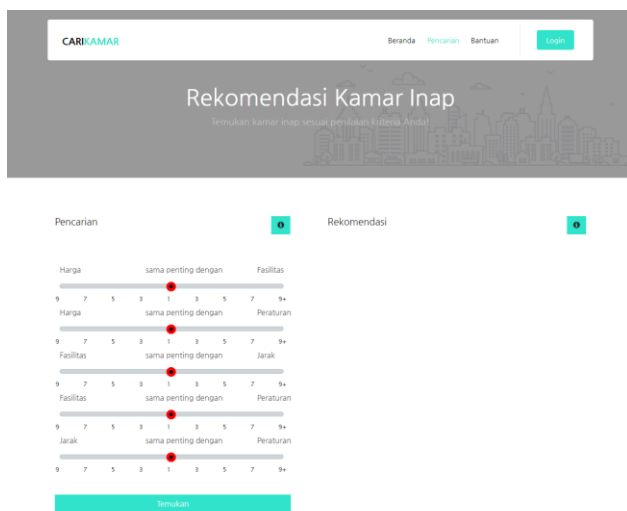 CARIKAMAR
Beranda Pencarian Bantuan Login
Rekomendasi Kamar Inap
Temukan kamar inap sesuai penilaian kriteria Anda!
Pencarian
Harga sama penting dengan Fasilitas
9 7 5 3 1 3 5 7 9+
Harga sama penting dengan Peraturan
9 7 5 3 1 3 5 7 9+
Fasilitas sama penting dengan Jarak
9 7 5 3 1 3 5 7 9+
Fasilitas sama penting dengan Peraturan
9 7 5 3 1 3 5 7 9+
Jarak sama penting dengan Peraturan
9 7 5 3 1 3 5 7 9+
Temukan
Rekomendasi